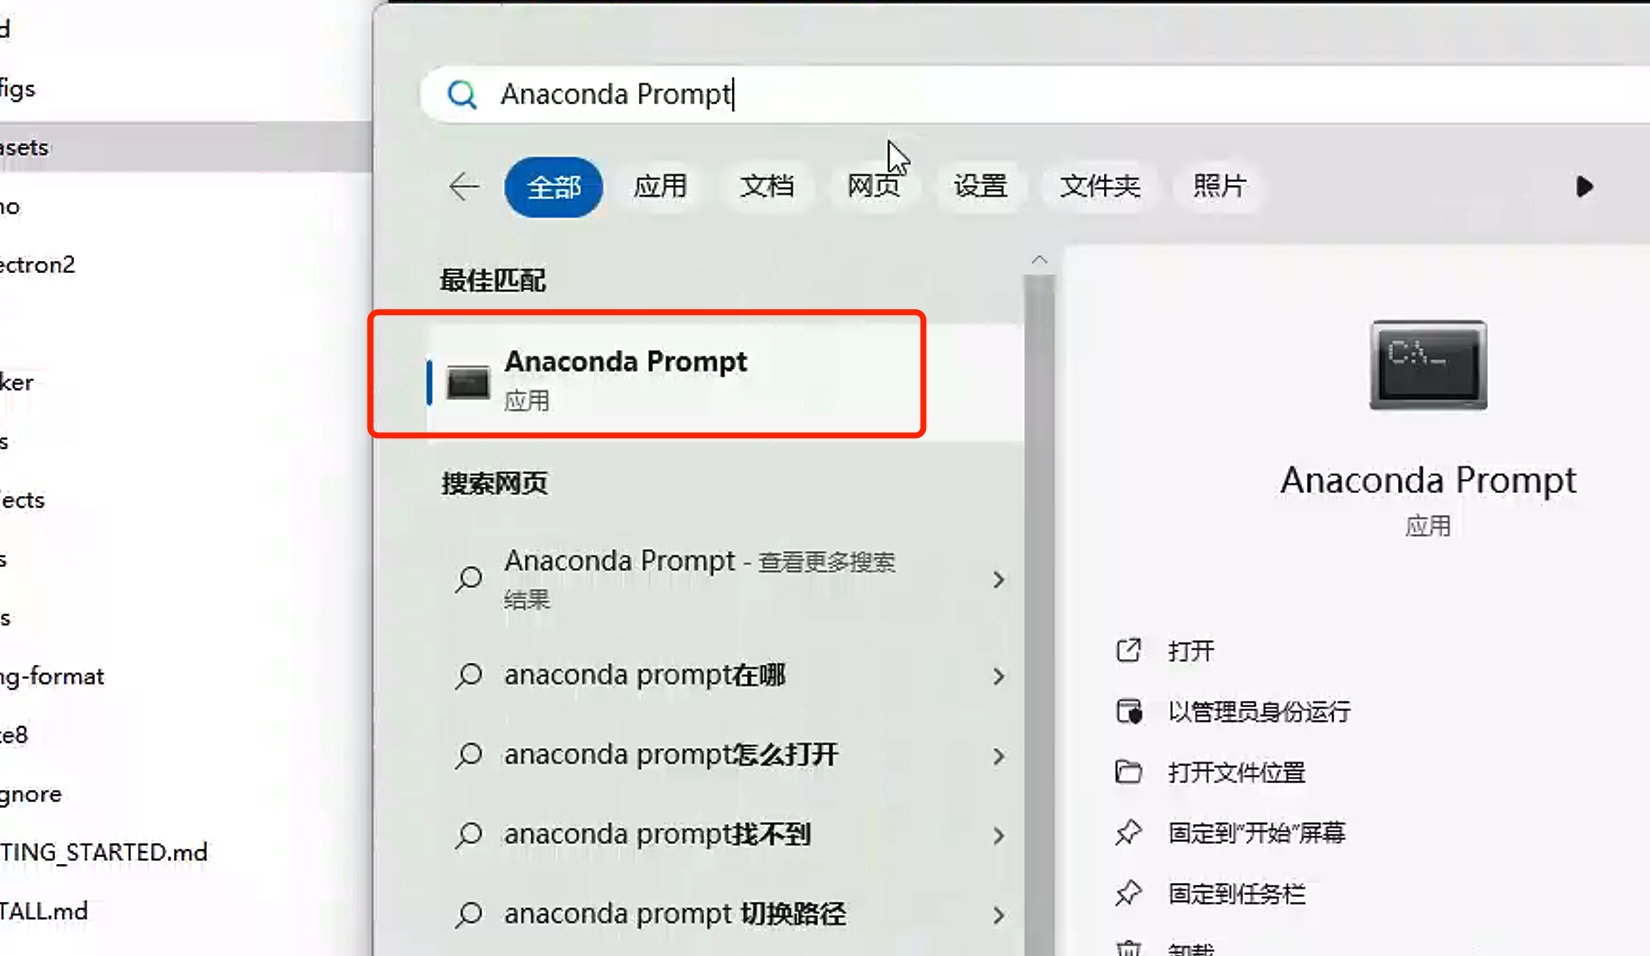 d
figs
asets
no
ectron2
ker
s
jects
s
s
ng-format
ke8
gnore
TING_STARTED.md
TALL.md
Anaconda Prompt
全部 应用 文档 网页 设置 文件夹 照片
最佳匹配
Anaconda Prompt
应用
搜索网页
Anaconda Prompt - 查看更多搜索
结果
anaconda prompt在哪
anaconda prompt怎么打开
anaconda prompt找不到
anaconda prompt 切换路径
C:\_
Anaconda Prompt
应用
打开
以管理员身份运行
打开文件位置
固定到"开始"屏幕
固定到任务栏
卸载